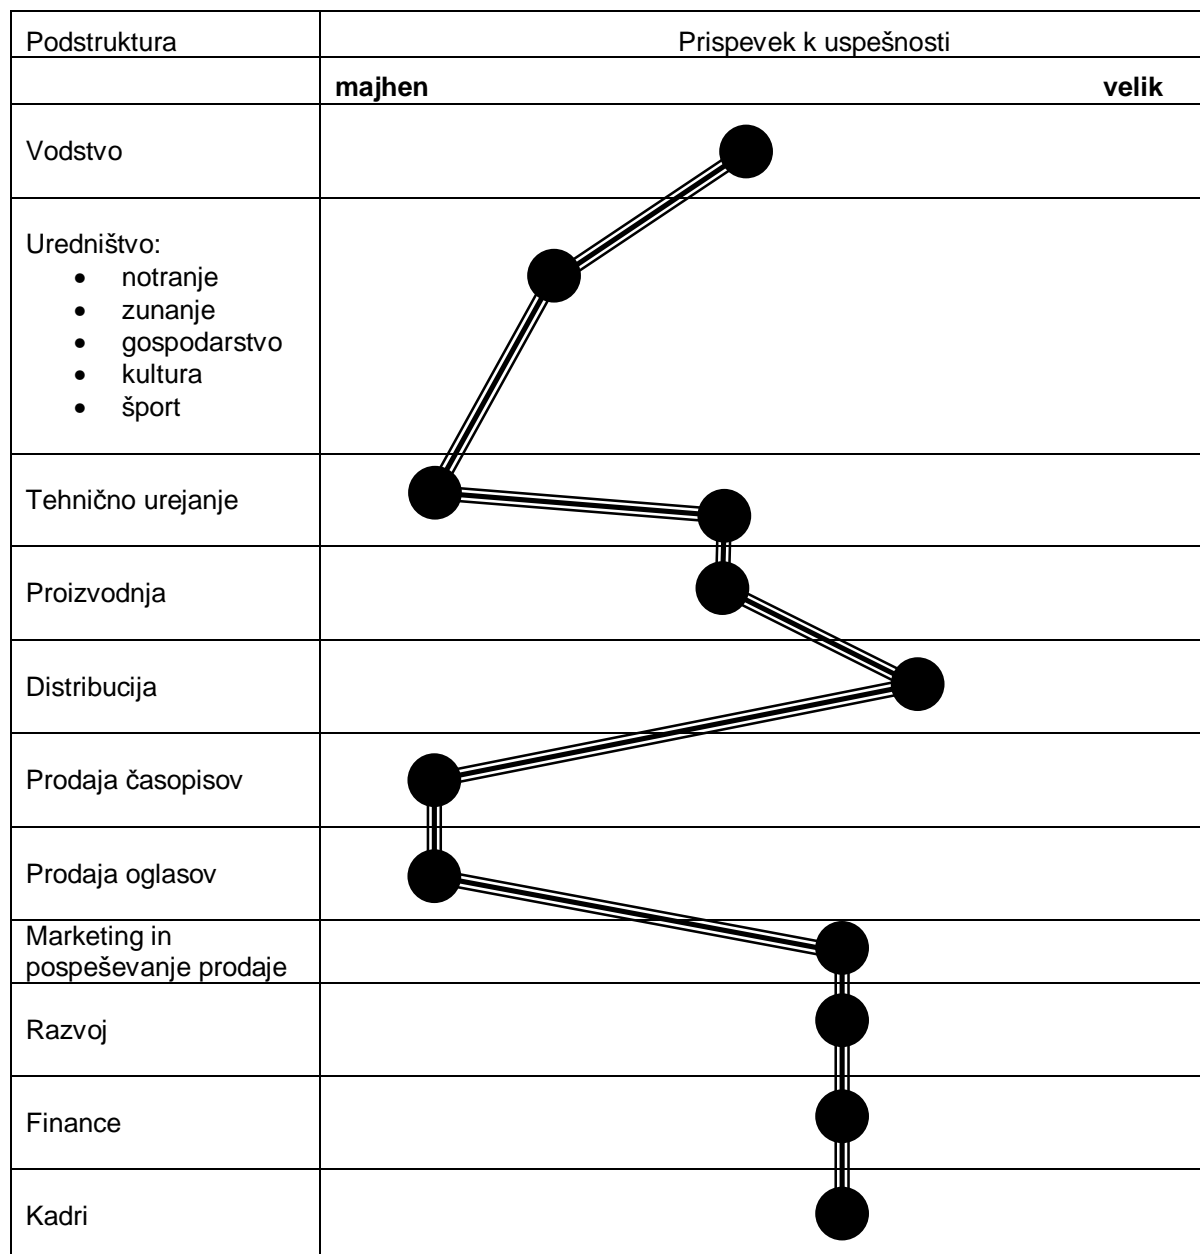 Podstruktura
Prispevek k uspešnosti
majhen
velik
Vodstvo
Uredništvo:
• notranje
• zunanje
• gospodarstvo
• kultura
• šport
Tehnično urejanje
Proizvodnja
Distribucija
Prodaja časopisov
Prodaja oglasov
Marketing in
pospeševanje prodaje
Razvoj
Finance
Kadri